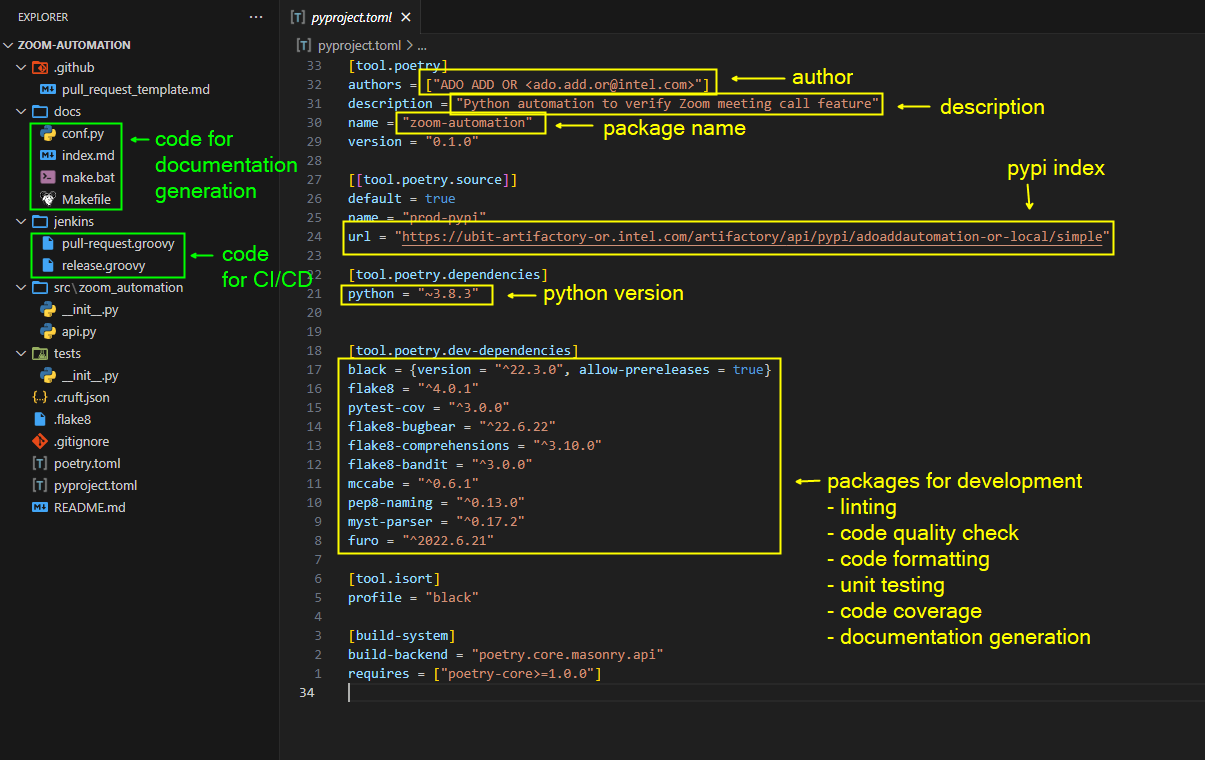 EXPLORER
···
ZOOM-AUTOMATION
.github
pull_request_template.md
docs
conf.py
index.md
make.bat
Makefile
code for
documentation
generation
jenkins
pull-request.groovy
release.groovy
code
for CI/CD
src\zoom_automation
__init__.py
api.py
tests
__init__.py
.cruft.json
.flake8
.gitignore
poetry.toml
pyproject.toml
README.md
[T] pyproject.toml ×
[T] pyproject.toml > ...
33 [tool.poetry]
32 authors = ["ADO ADD OR <ado.add.or@intel.com>"]
author
31 description = "Python automation to verify Zoom meeting call feature"
description
30 name = "zoom-automation"
package name
29 version = "0.1.0"
28
27 [[tool.poetry.source]]
26 default = true
25 name = "prod-pypi"
pypi index
24 url = "https://ubit-artifactory-or.intel.com/artifactory/api/pypi/adoaddautomation-or-local/simple"
23
22 [tool.poetry.dependencies]
21 python = "~3.8.3"
python version
20
19
18 [tool.poetry.dev-dependencies]
17 black = {version = "^22.3.0", allow-prereleases = true}
16 flake8 = "^4.0.1"
15 pytest-cov = "^3.0.0"
14 flake8-bugbear = "^22.6.22"
13 flake8-comprehensions = "^3.10.0"
12 flake8-bandit = "^3.0.0"
11 mccabe = "^0.6.1"
10 pep8-naming = "^0.13.0"
9 myst-parser = "^0.17.2"
8 furo = "^2022.6.21"
packages for development
- linting
- code quality check
- code formatting
- unit testing
- code coverage
- documentation generation
7
6 [tool.isort]
5 profile = "black"
4
3 [build-system]
2 build-backend = "poetry.core.masonry.api"
1 requires = ["poetry-core>=1.0.0"]
34